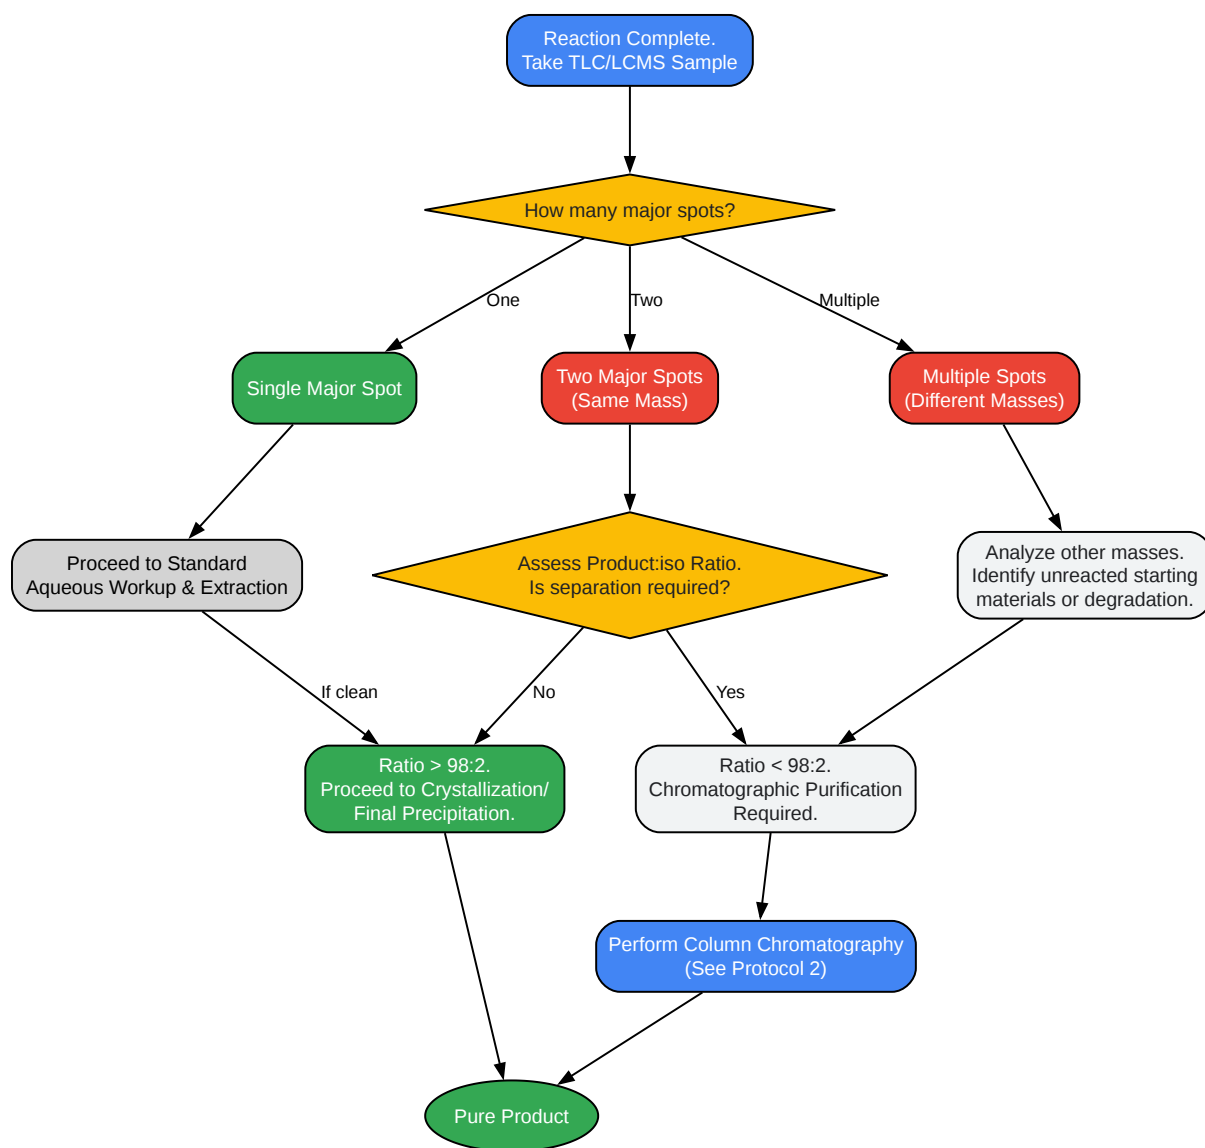 Reaction Complete.
Take TLC/LCMS Sample
How many major spots?
One
Two
Multiple
Single Major Spot
Two Major Spots
(Same Mass)
Multiple Spots
(Different Masses)
Proceed to Standard
Aqueous Workup & Extraction
Assess Product:iso Ratio.
Is separation required?
Analyze other masses.
Identify unreacted starting
materials or degradation.
If clean
No
Yes
Ratio > 98:2.
Proceed to Crystallization/
Final Precipitation.
Ratio < 98:2.
Chromatographic Purification
Required.
Perform Column Chromatography
(See Protocol 2)
Pure Product